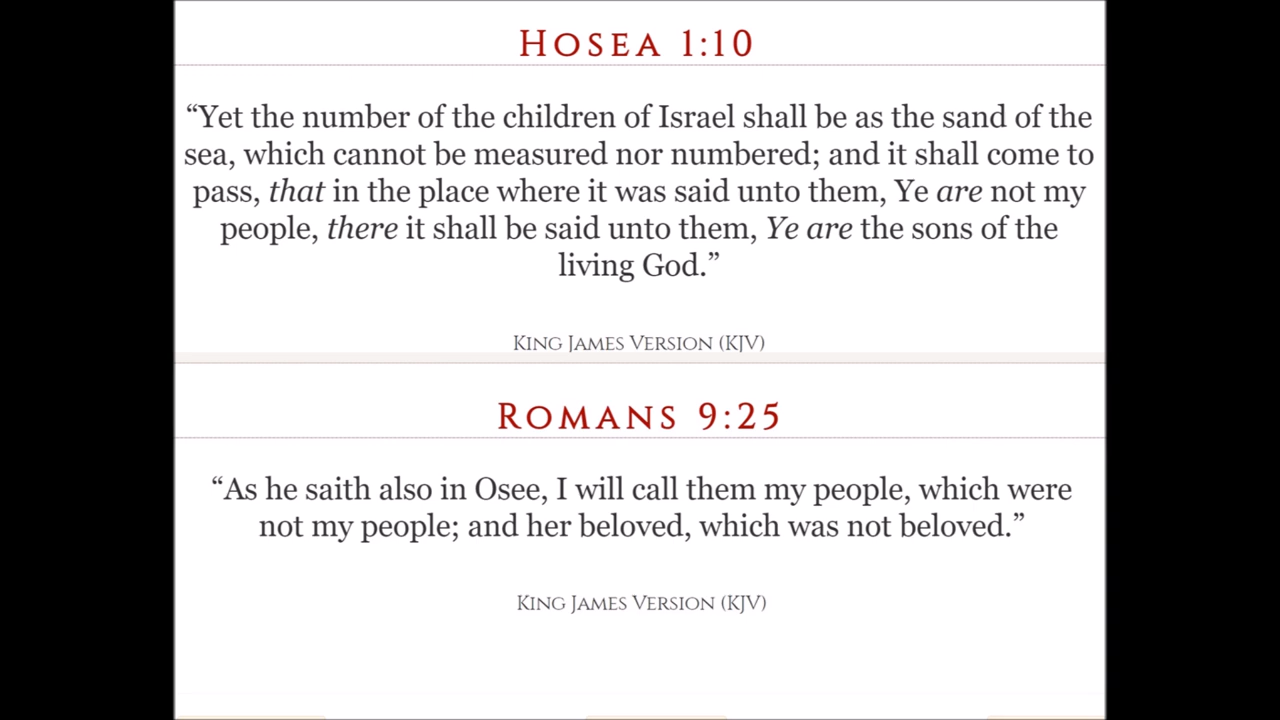 Hosea 1:10
“Yet the number of the children of Israel shall be as the sand of the
sea, which cannot be measured nor numbered; and it shall come to
pass, that in the place where it was said unto them, Ye are not my
people, there it shall be said unto them, Ye are the sons of the
living God.”
King James Version (KJV)
Romans 9:25
“As he saith also in Osee, I will call them my people, which were
not my people; and her beloved, which was not beloved.”
King James Version (KJV)